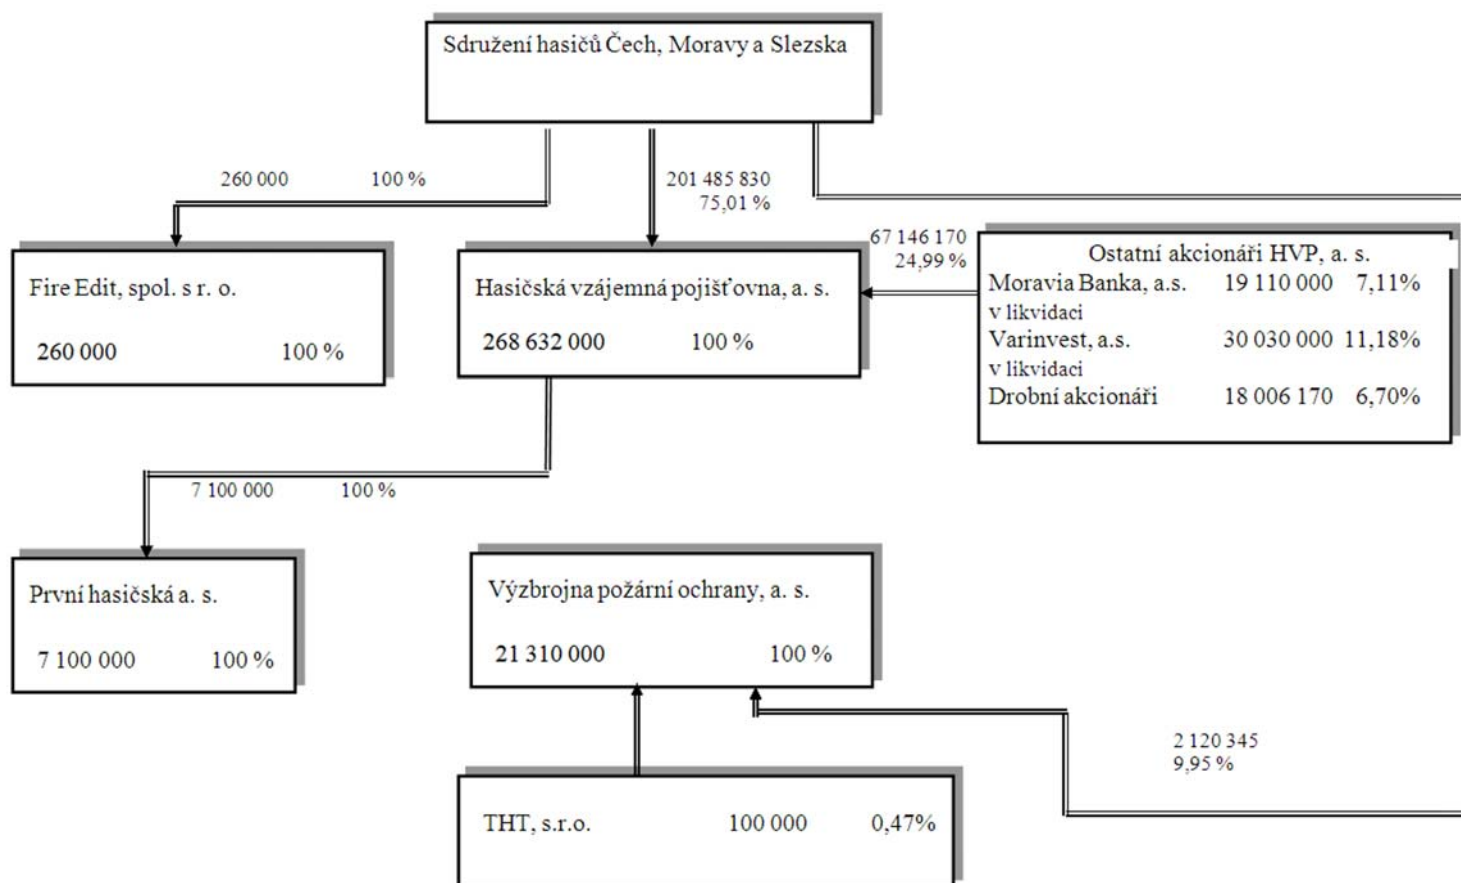 Sdružení hasičů Čech, Moravy a Slezska
260 000 100 %
201 485 830
75,01 %
67 146 170
24,99 %
Fire Edit, spol. s r. o.
260 000 100 %
Hasičská vzájemná pojišťovna, a. s.
268 632 000 100 %
Ostatní akcionáři HVP, a. s.
Moravia Banka, a.s. 19 110 000 7,11%
v likvidaci
Varinvest, a.s. 30 030 000 11,18%
v likvidaci
Drobní akcionáři 18 006 170 6,70%
7 100 000 100 %
První hasičská a. s.
7 100 000 100 %
Výzbrojna požární ochrany, a. s.
21 310 000 100 %
2 120 345
9,95 %
THT, s.r.o. 100 000 0,47%